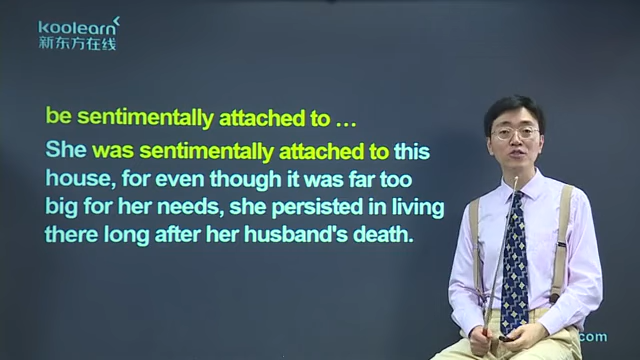 koolearn
新东方在线
be sentimentally attached to …
She was sentimentally attached to this
house, for even though it was far too
big for her needs, she persisted in living
there long after her husband's death.
.com